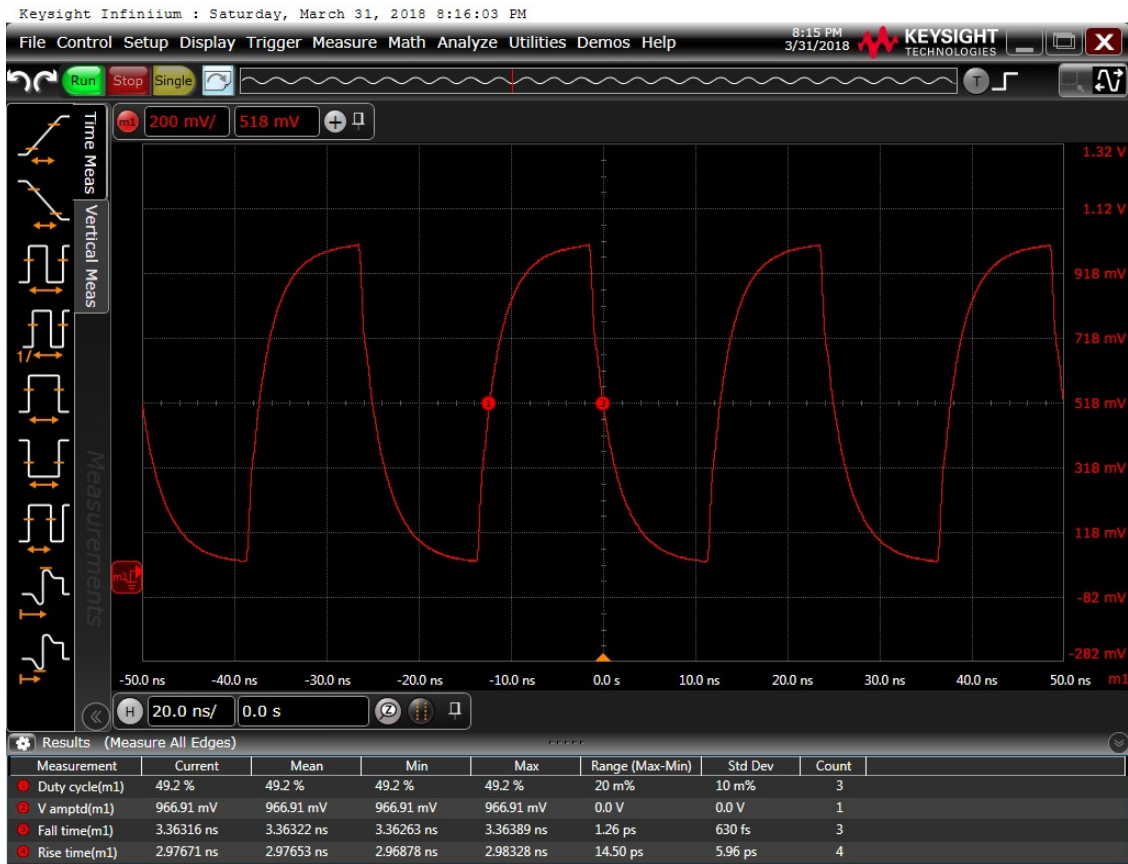 Keysight Infiniium : Saturday, March 31, 2018 8:16:03 PM
File Control Setup Display Trigger Measure Math Analyze Utilities Demos Help
8:15 PM
3/31/2018
KEYSIGHT
TECHNOLOGIES
Run Stop Single
T
Time Meas
Vertical Meas
Measurements
1/
m1 200 mV/ 518 mV
1.32 V
1.12 V
918 mV
718 mV
518 mV
318 mV
118 mV
-82 mV
-282 mV
1
3
m1
-50.0 ns -40.0 ns -30.0 ns -20.0 ns -10.0 ns 0.0 s 10.0 ns 20.0 ns 30.0 ns 40.0 ns 50.0 ns m1
H 20.0 ns/ 0.0 s Z
Results (Measure All Edges)
Measurement Current Mean Min Max Range (Max-Min) Std Dev Count
1 Duty cycle(m1) 49.2 % 49.2 % 49.2 % 49.2 % 20 m% 10 m% 3
2 V amptd(m1) 966.91 mV 966.91 mV 966.91 mV 966.91 mV 0.0 V 0.0 V 1
3 Fall time(m1) 3.36316 ns 3.36322 ns 3.36263 ns 3.36389 ns 1.26 ps 630 fs 3
4 Rise time(m1) 2.97671 ns 2.97653 ns 2.96878 ns 2.98328 ns 14.50 ps 5.96 ps 4